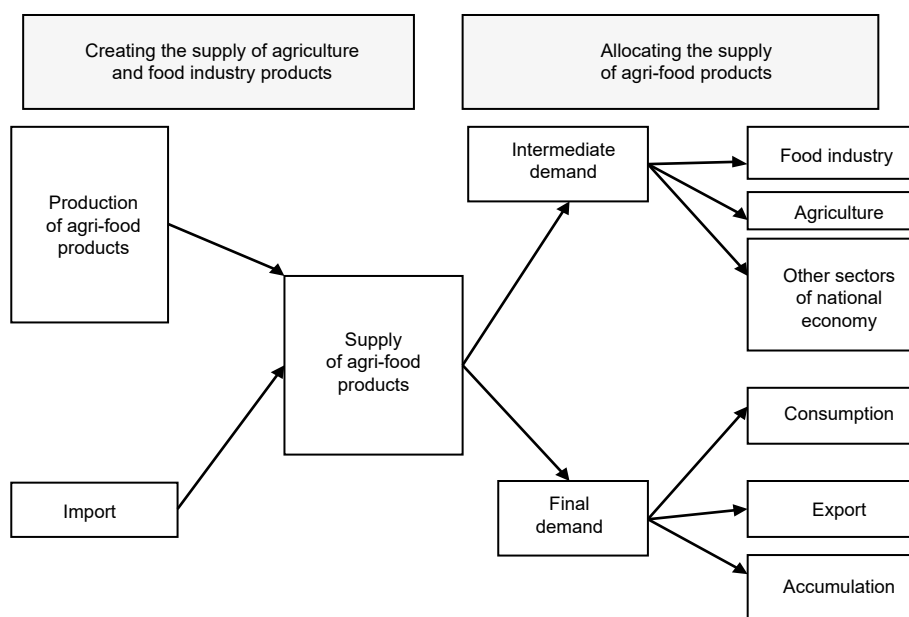 Creating the supply of agriculture
and food industry products
Allocating the supply
of agri-food products
Production
of agri-food
products
Import
Supply
of agri-food
products
Intermediate
demand
Final
demand
Food industry
Agriculture
Other sectors
of national
economy
Consumption
Export
Accumulation